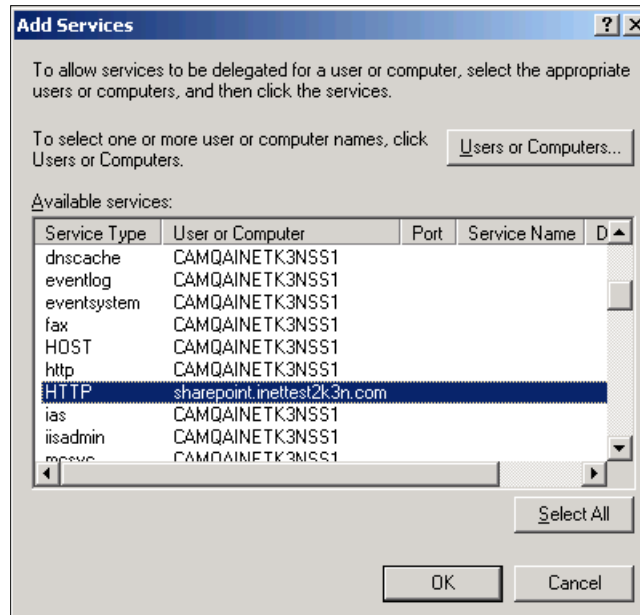 Add Services
?
To allow services to be delegated for a user or computer, select the appropriate
users or computers, and then click the services.
To select one or more user or computer names, click
Users or Computers.
Users or Computers...
Available services:
Service Type User or Computer Port Service Name D
dnscache CAMQAINETK3NSS1
eventlog CAMQAINETK3NSS1
eventsystem CAMQAINETK3NSS1
fax CAMQAINETK3NSS1
HOST CAMQAINETK3NSS1
http CAMQAINETK3NSS1
HTTP sharepoint.inettest2k3n.com
ias CAMQAINETK3NSS1
iisadmin CAMQAINETK3NSS1
mcsvc CAMQAINETK3NSS1
Select All
OK Cancel